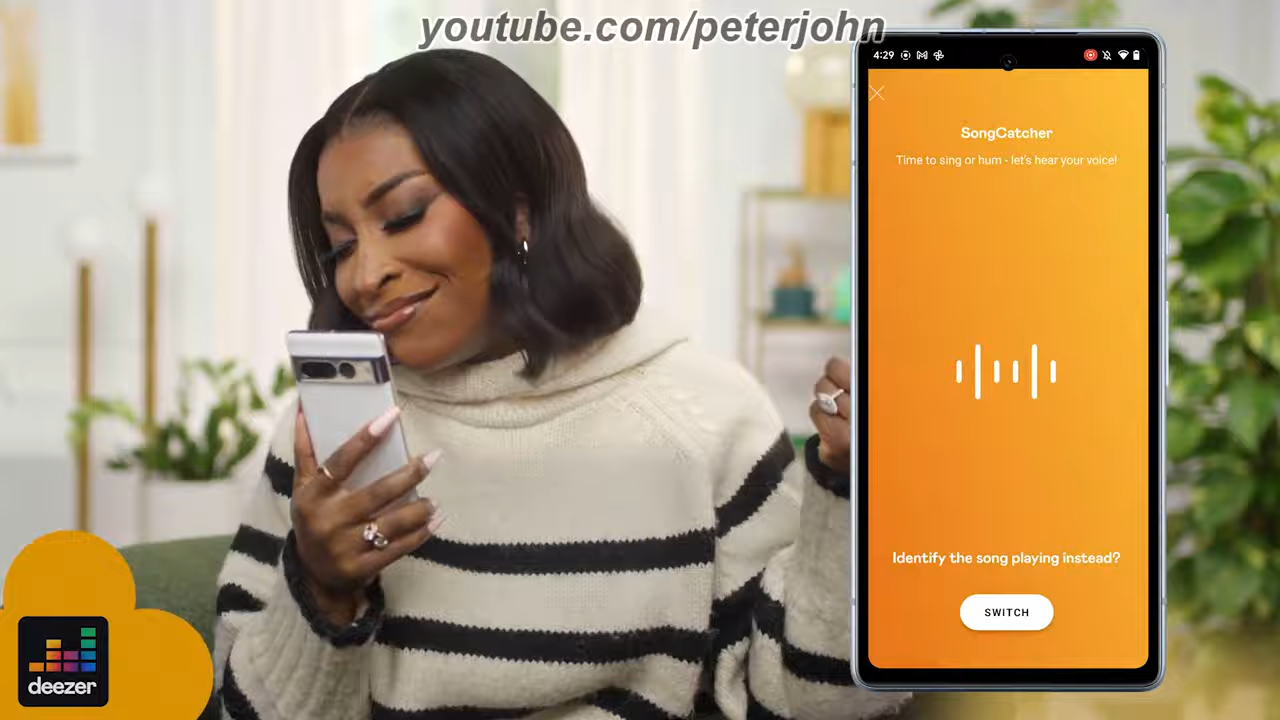 youtube.com/peterjohn
4:29
SongCatcher
Time to sing or hum - let's hear your voice!
Identify the song playing instead?
SWITCH
deezer